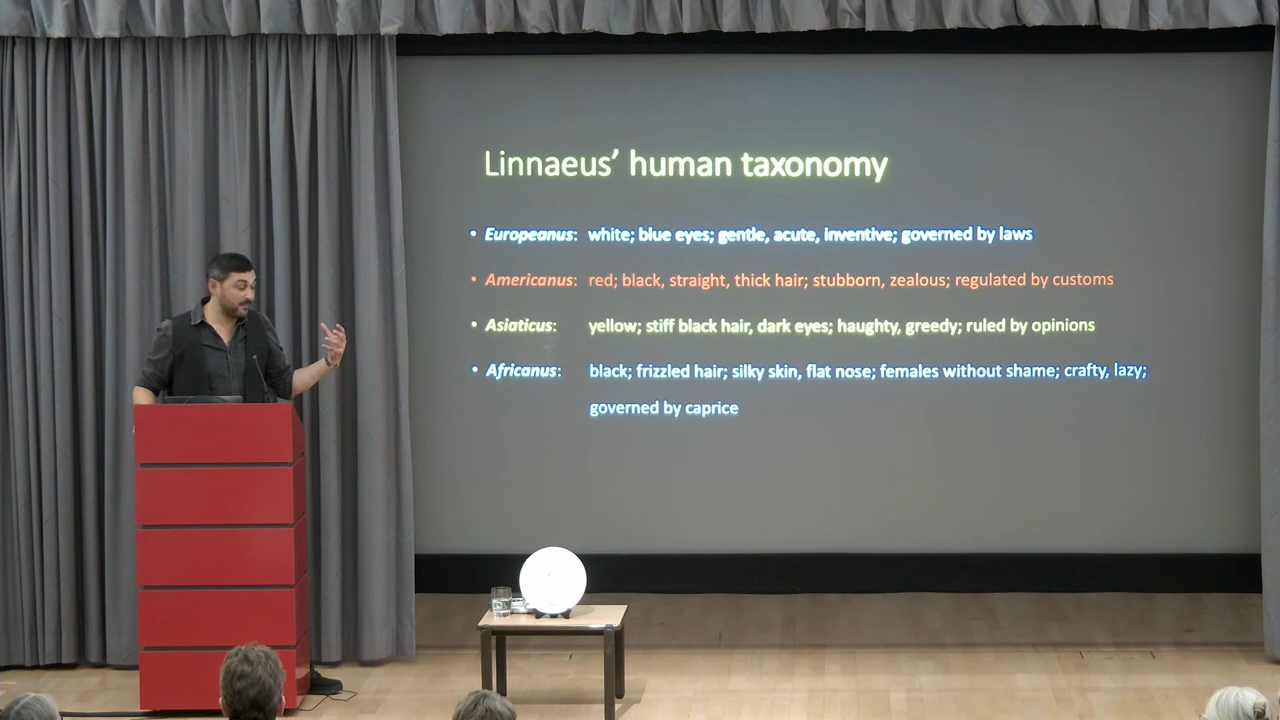 Linnaeus’ human taxonomy
• Europeanus: white; blue eyes; gentle, acute, inventive; governed by laws
• Americanus: red; black, straight, thick hair; stubborn, zealous; regulated by customs
• Asiaticus: yellow; stiff black hair, dark eyes; haughty, greedy; ruled by opinions
• Africanus: black; frizzled hair; silky skin, flat nose; females without shame; crafty, lazy;
governed by caprice